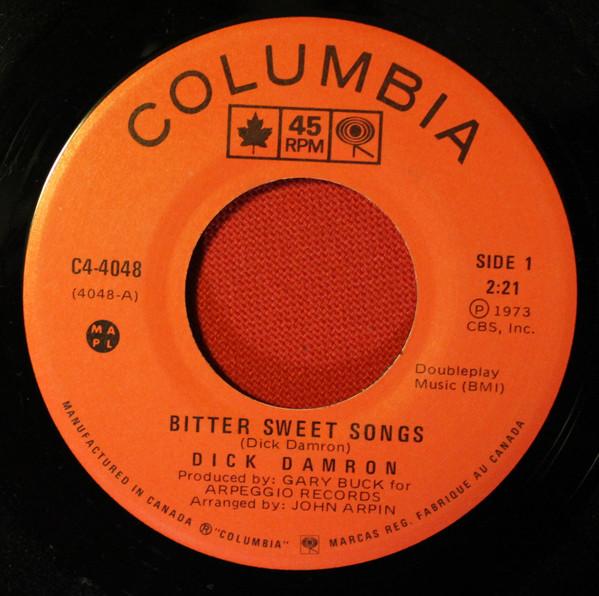 COLUMBIA
45
RPM
C4-4048
(4048-A)
MA
PL
SIDE 1
2:21
Ⓟ 1973
CBS, Inc.
Doubleplay
Music (BMI)
BITTER SWEET SONGS
(Dick Damron)
DICK DAMRON
Produced by: GARY BUCK for
ARPEGGIO RECORDS
Arranged by: JOHN ARPIN
MANUFACTURED IN CANADA ® "COLUMBIA" MARCAS REG. FABRIQUE AU CANADA